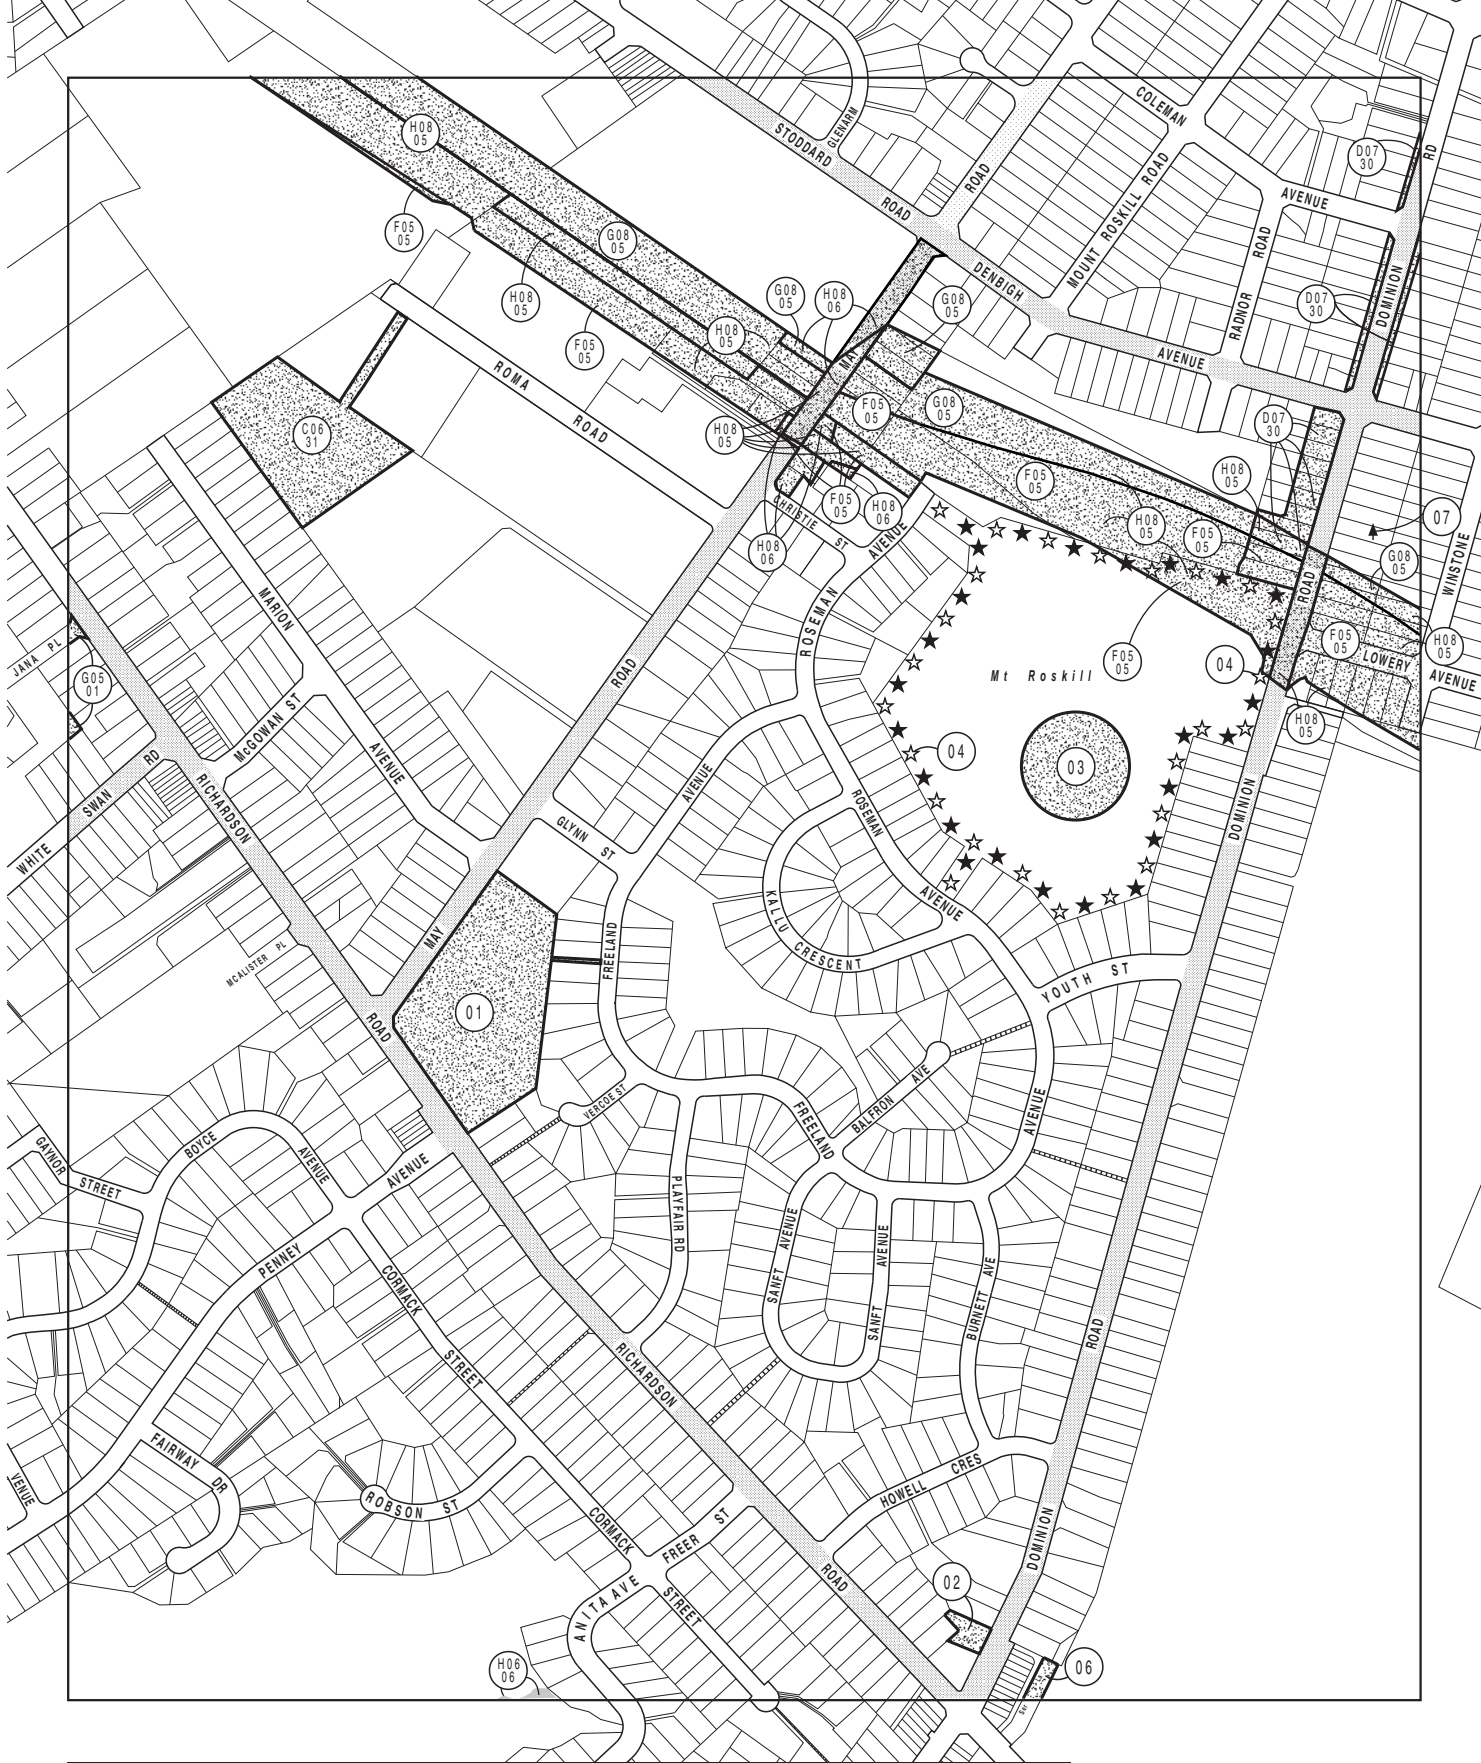 COLEMAN
GLENARM
STODDARD
ROAD
ROAD
H08
05
D07
30
RD
MOUNT ROSKILL ROAD
AVENUE
F05
05
G08
05
ROAD
RADNOR
DENBIGH
H08
05
G08
05
H08
06
G08
05
D07
30
DOMINION
F05
05
H08
05
MAY
AVENUE
ROMA
ROAD
C06
31
H08
05
F05
05
G08
05
D07
30
F05
05
H08
05
F05
05
H08
06
H08
05
F05
05
07
CHRISTIE
ST
AVENUE
H08
06
G08
05
WINSTONE
MARION
ROSEMAN
ROAD
JANA PL
G05
01
ROAD
Mt Roskill
F05
05
04
F05
05
H08
05
LOWERY
AVENUE
McGOWAN ST
H08
05
AVENUE
04
03
WHITE
SWAN
RD
RICHARDSON
AVENUE
ROSEMAN
DOMINION
GLYNN
ST
AVENUE
MAY
FREELAND
KALLU
CRESCENT
MCALISTER PL
YOUTH
ST
01
ROAD
BALFRON
AVE
VERCOE ST
FREELAND
AVENUE
GAYNOR
STREET
BOYCE
AVENUE
AVENUE
PENNEY
PLAYFAIR RD
SANFT
AVENUE
SANFT
AVENUE
BURNETT
AVE
CORMACK
STREET
RICHARDSON
ROAD
VENUE
FAIRWAY
DR
ROBSON
ST
HOWELL
CRES
CORMACK
FREER
ST
DOMINION
ROAD
ANITA AVE
STREET
02
H06
06
06